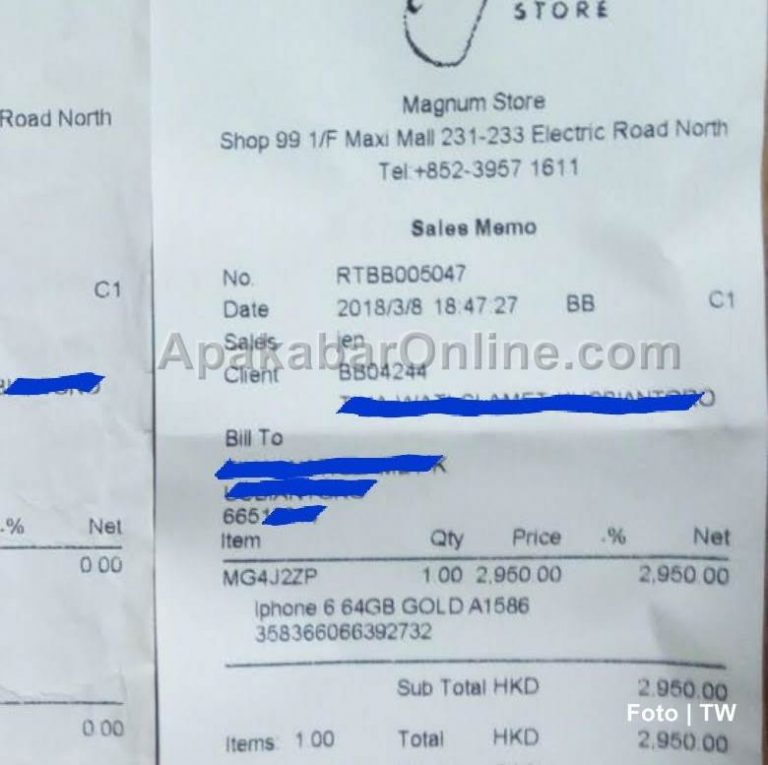 STORE
Magnum Store
Shop 99 1/F Maxi Mall 231-233 Electric Road North
Tel:+852-3957 1611
Sales Memo
No. RTBB005047
Date 2018/3/8 18:47:27 BB C1
Sales jen
ApakabarOnline.com
Client BB04244
Bill To
665
Item Qty Price .% Net
MG4J2ZP 1.00 2,950.00 2,950.00
Iphone 6 64GB GOLD A1586
358366066392732
Sub Total HKD 2,950.00
Foto | TW
Items: 1.00 Total HKD 2,950.00
Road North
C1
.% Net
0.00
0.00